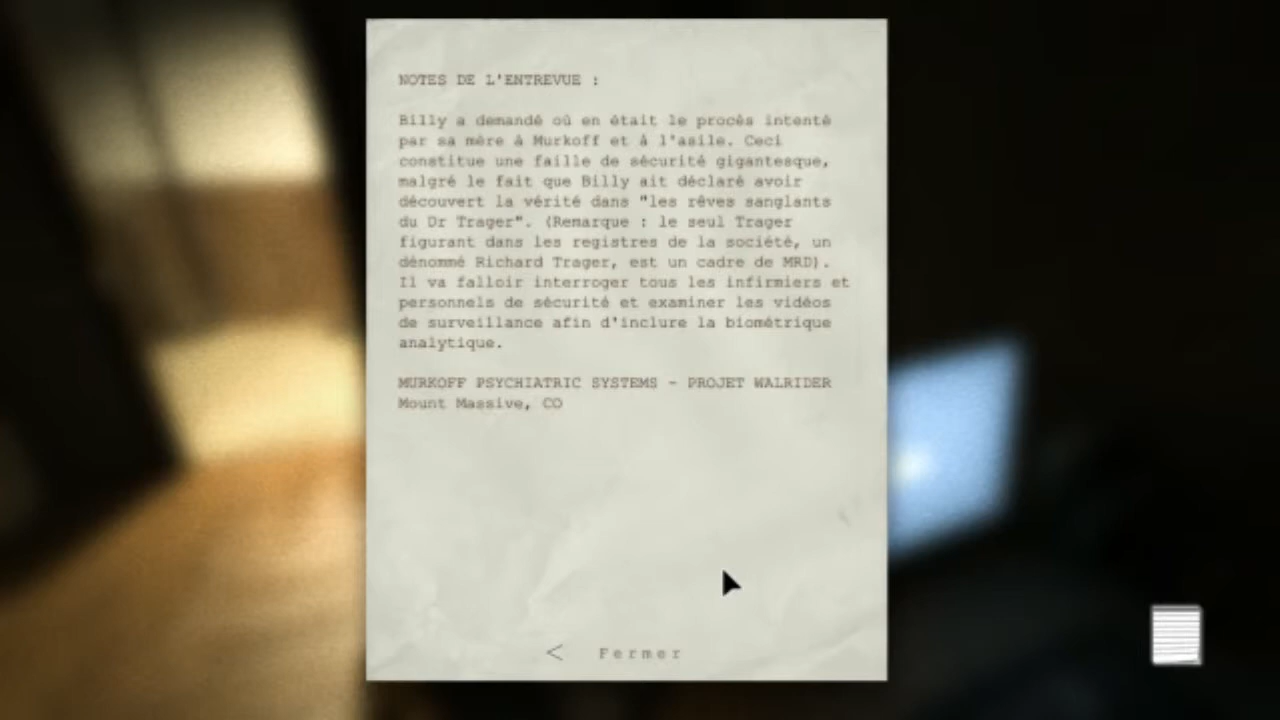 NOTES DE L'ENTREVUE :
Billy a demandé où en était le procès intenté
par sa mère à Murkoff et à l'asile. Ceci
constitue une faille de sécurité gigantesque,
malgré le fait que Billy ait déclaré avoir
découvert la vérité dans "les rêves sanglants
du Dr Trager". (Remarque : le seul Trager
figurant dans les registres de la société, un
dénommé Richard Trager, est un cadre de MRD).
Il va falloir interroger tous les infirmiers et
personnels de sécurité et examiner les vidéos
de surveillance afin d'inclure la biométrique
analytique.
MURKOFF PSYCHIATRIC SYSTEMS - PROJET WALRIDER
Mount Massive, CO
< Fermer